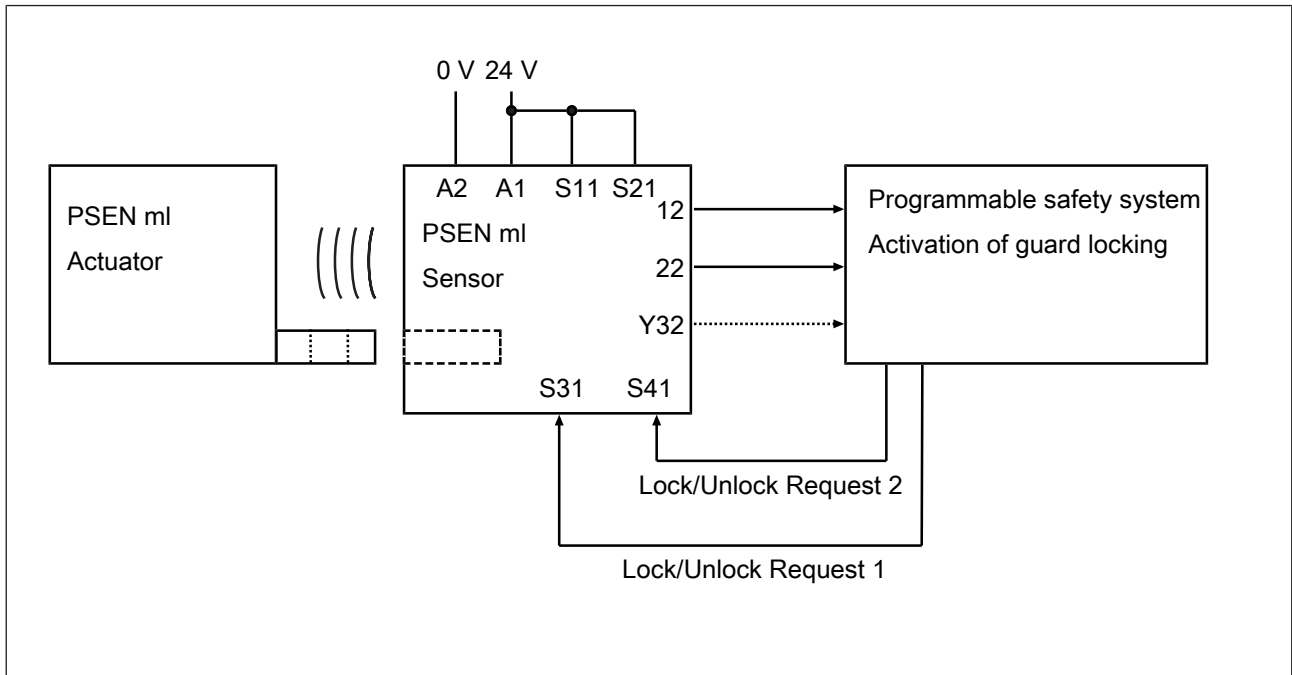 0 V 24 V
A2 A1 S11 S21
PSEN ml
Actuator
PSEN ml
Sensor
12
22
Y32
S31 S41
Programmable safety system
Activation of guard locking
Lock/Unlock Request 2
Lock/Unlock Request 1